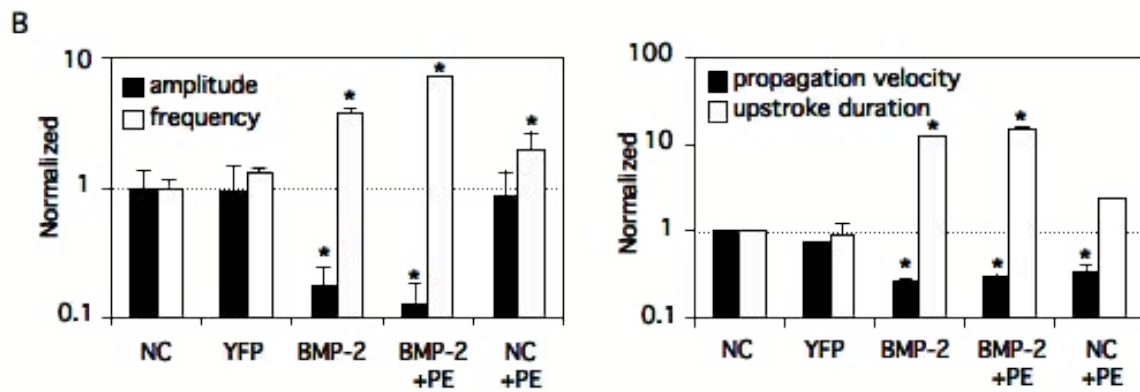 B
Normalized
10
1
0.1
amplitude
frequency
*
*
*
*
*
NC
YFP
BMP-2
BMP-2
+PE
NC
+PE
Normalized
100
10
1
0.1
propagation velocity
upstroke duration
*
*
*
*
*
NC
YFP
BMP-2
BMP-2
+PE
NC
+PE